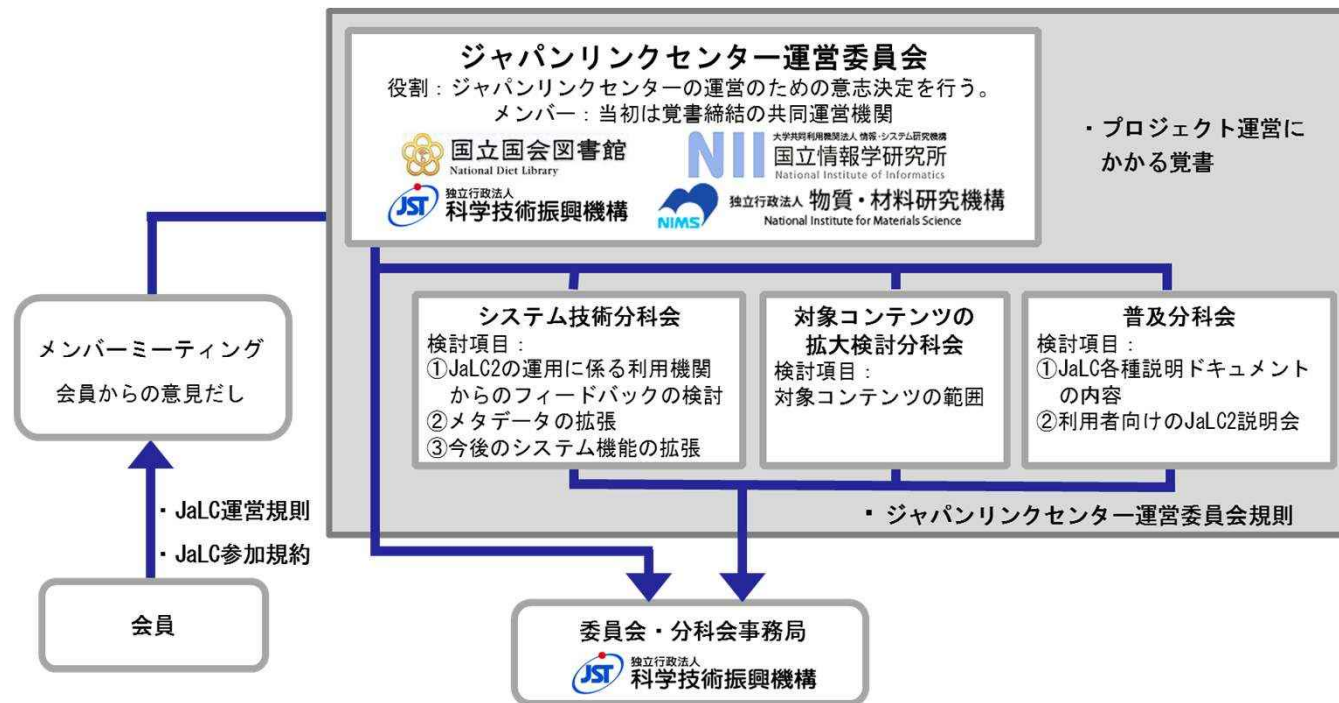 ジャパンリンクセンター運営委員会
役割：ジャパンリンクセンターの運営のための意志決定を行う。
メンバー：当初は覚書締結の共同運営機関
国立国会図書館
National Diet Library
大学共同利用機関法人 情報・システム研究機構
NII
国立情報学研究所
National Institute of Informatics
独立行政法人
JST
科学技術振興機構
NIMS
独立行政法人 物質・材料研究機構
National Institute for Materials Science
・プロジェクト運営に
かかる覚書
メンバーミーティング
会員からの意見だし
システム技術分科会
検討項目：
①JaLC2の運用に係る利用機関
からのフィードバックの検討
②メタデータの拡張
③今後のシステム機能の拡張
対象コンテンツの
拡大検討分科会
検討項目：
対象コンテンツの範囲
普及分科会
検討項目：
①JaLC各種説明ドキュメント
の内容
②利用者向けのJaLC2説明会
・ジャパンリンクセンター運営委員会規則
・JaLC運営規則
・JaLC参加規約
会員
委員会・分科会事務局
独立行政法人
JST
科学技術振興機構